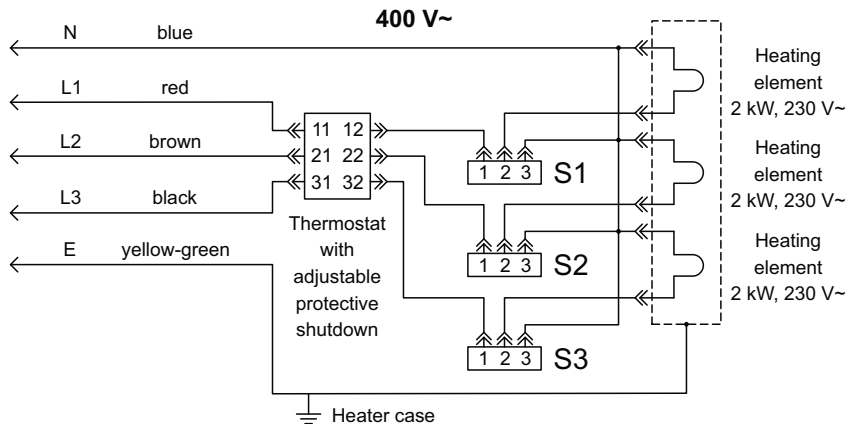 400 V~
N blue
L1 red
L2 brown
L3 black
E yellow-green
11 12
21 22
31 32
Thermostat
with
adjustable
protective
shutdown
1 2 3 S1
1 2 3 S2
1 2 3 S3
Heating
element
2 kW, 230 V~
Heating
element
2 kW, 230 V~
Heating
element
2 kW, 230 V~
Heater case